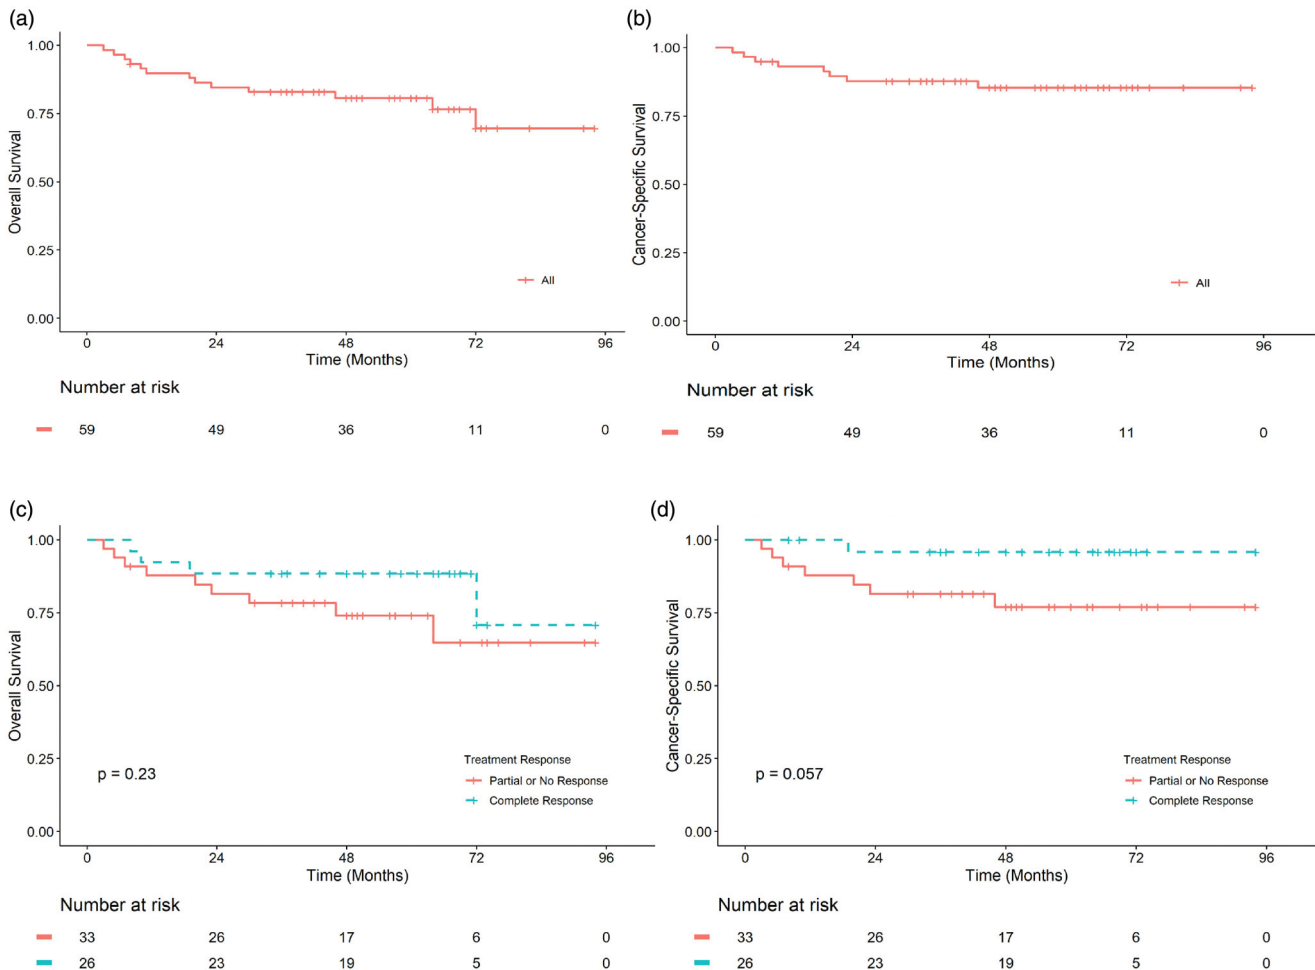 (a)
1.00
0.75
0.50
0.25
0.00
Overall Survival
All
0 24 48 72 96
Time (Months)
Number at risk
59 49 36 11 0
(b)
1.00
0.75
0.50
0.25
0.00
Cancer-Specific Survival
All
0 24 48 72 96
Time (Months)
Number at risk
59 49 36 11 0
(c)
1.00
0.75
0.50
0.25
0.00
Overall Survival
p = 0.23
Treatment Response
Partial or No Response
Complete Response
0 24 48 72 96
Time (Months)
Number at risk
33 26 17 6 0
26 23 19 5 0
(d)
1.00
0.75
0.50
0.25
0.00
Cancer-Specific Survival
p = 0.057
Treatment Response
Partial or No Response
Complete Response
0 24 48 72 96
Time (Months)
Number at risk
33 26 17 6 0
26 23 19 5 0